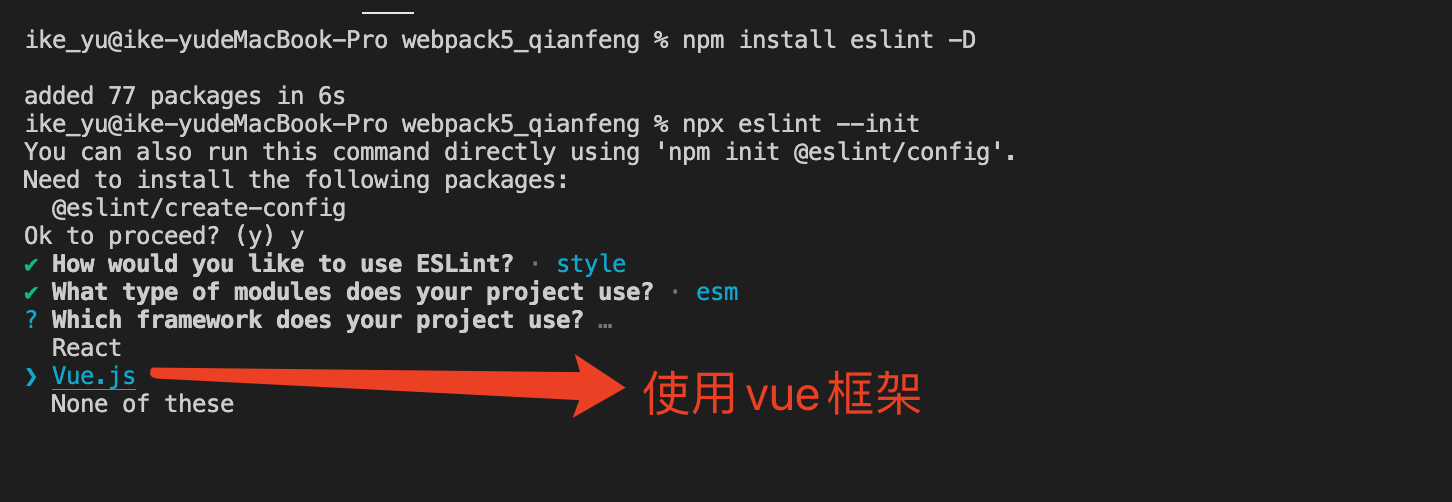 ike_yu@ike-yudeMacBook-Pro webpack5_qianfeng % npm install eslint -D
added 77 packages in 6s
ike_yu@ike-yudeMacBook-Pro webpack5_qianfeng % npx eslint --init
You can also run this command directly using 'npm init @eslint/config'.
Need to install the following packages:
  @eslint/create-config
Ok to proceed? (y) y
✔ How would you like to use ESLint? · style
✔ What type of modules does your project use? · esm
? Which framework does your project use? …
  React
❯ Vue.js 使用vue框架
  None of these